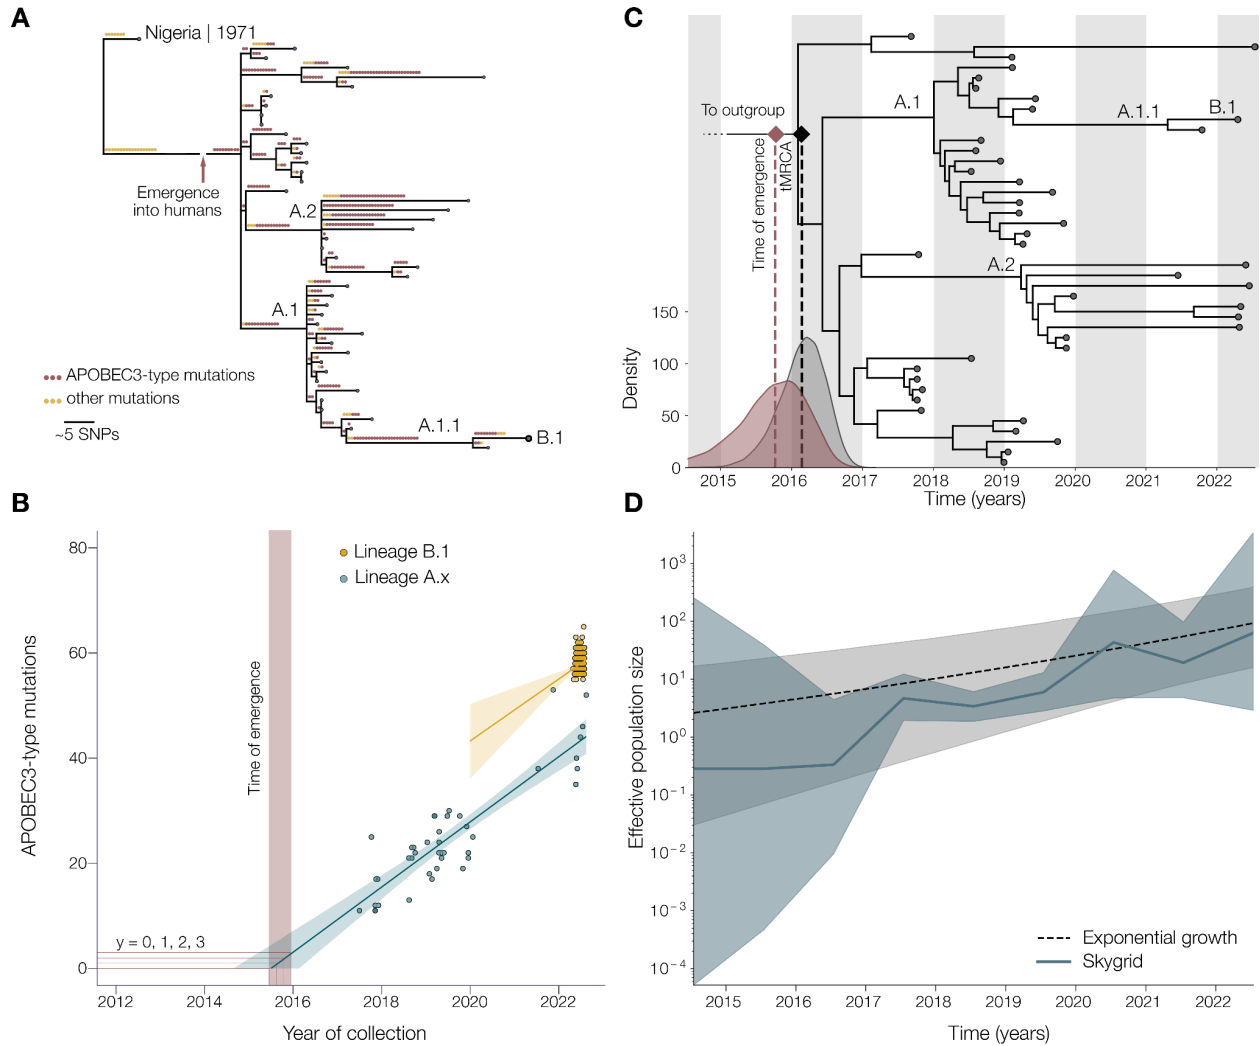 A
Nigeria | 1971
Emergence
into humans
A.2
A.1
APOBEC3-type mutations
other mutations
~5 SNPs
A.1.1
B.1
C
To outgroup
Time of emergence
tMRCA
A.1
A.1.1
B.1
A.2
Density
150
100
50
0
2015
2016
2017
2018
2019
2020
2021
2022
Time (years)
B
APOBEC3-type mutations
80
60
40
20
0
Time of emergence
Lineage B.1
Lineage A.x
y = 0, 1, 2, 3
2012
2014
2016
2018
2020
2022
Year of collection
D
Effective population size
10³
10²
10¹
10⁰
10⁻¹
10⁻²
10⁻³
10⁻⁴
Exponential growth
Skygrid
2015
2016
2017
2018
2019
2020
2021
2022
Time (years)